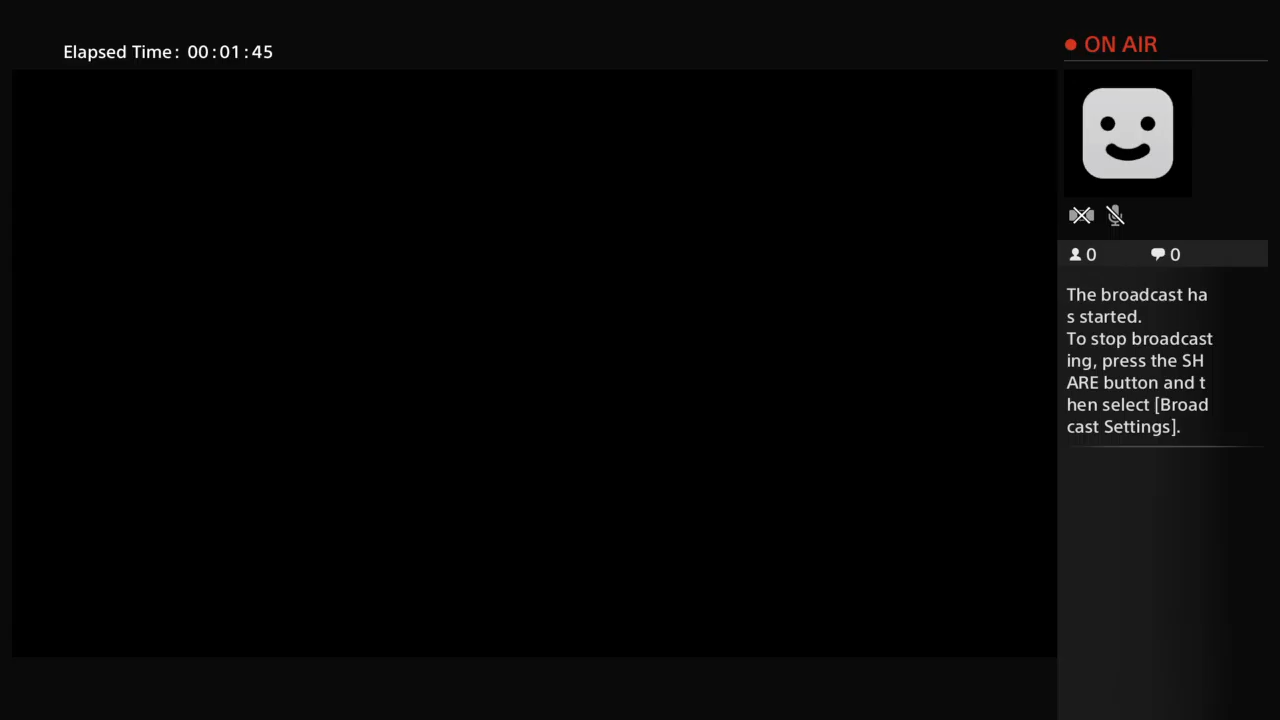 Elapsed Time: 00:01:45
ON AIR
0 0
The broadcast ha
s started.
To stop broadcast
ing, press the SH
ARE button and t
hen select [Broad
cast Settings].